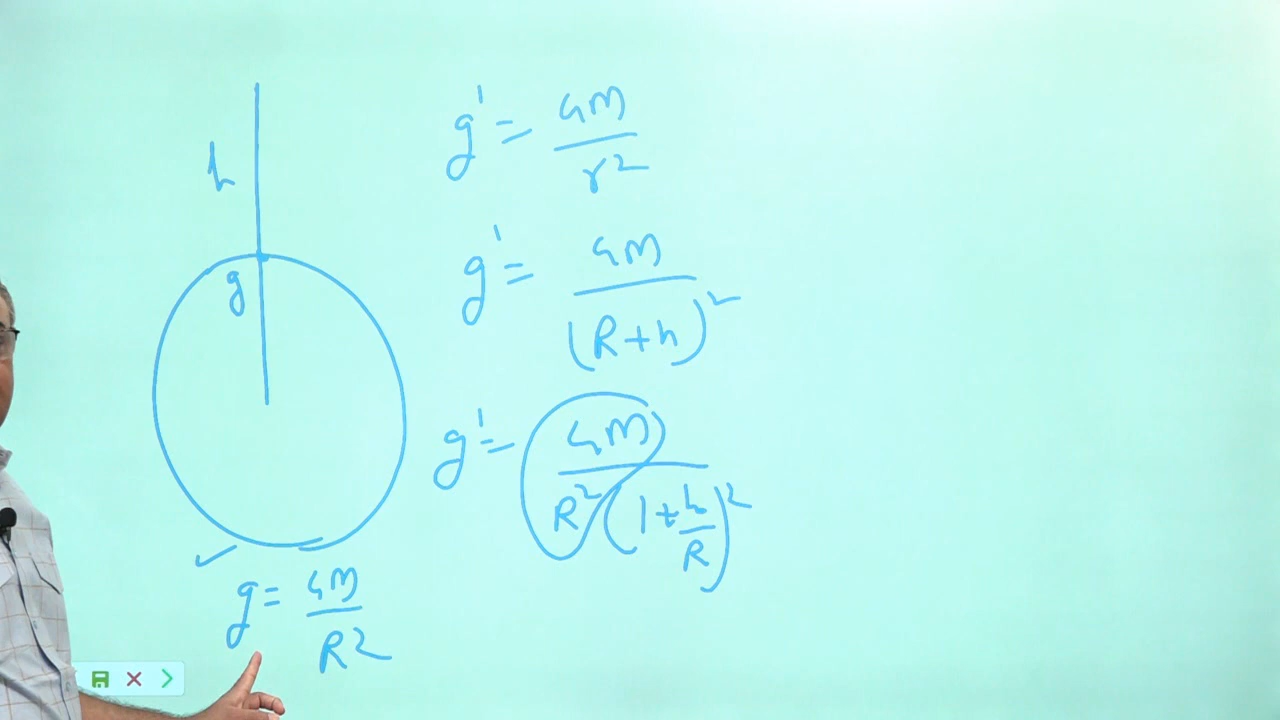 h
g
g' = GM / r²
g' = GM / (R+h)²
g' = GM / R² (1 + h/R)²
g = GM / R²